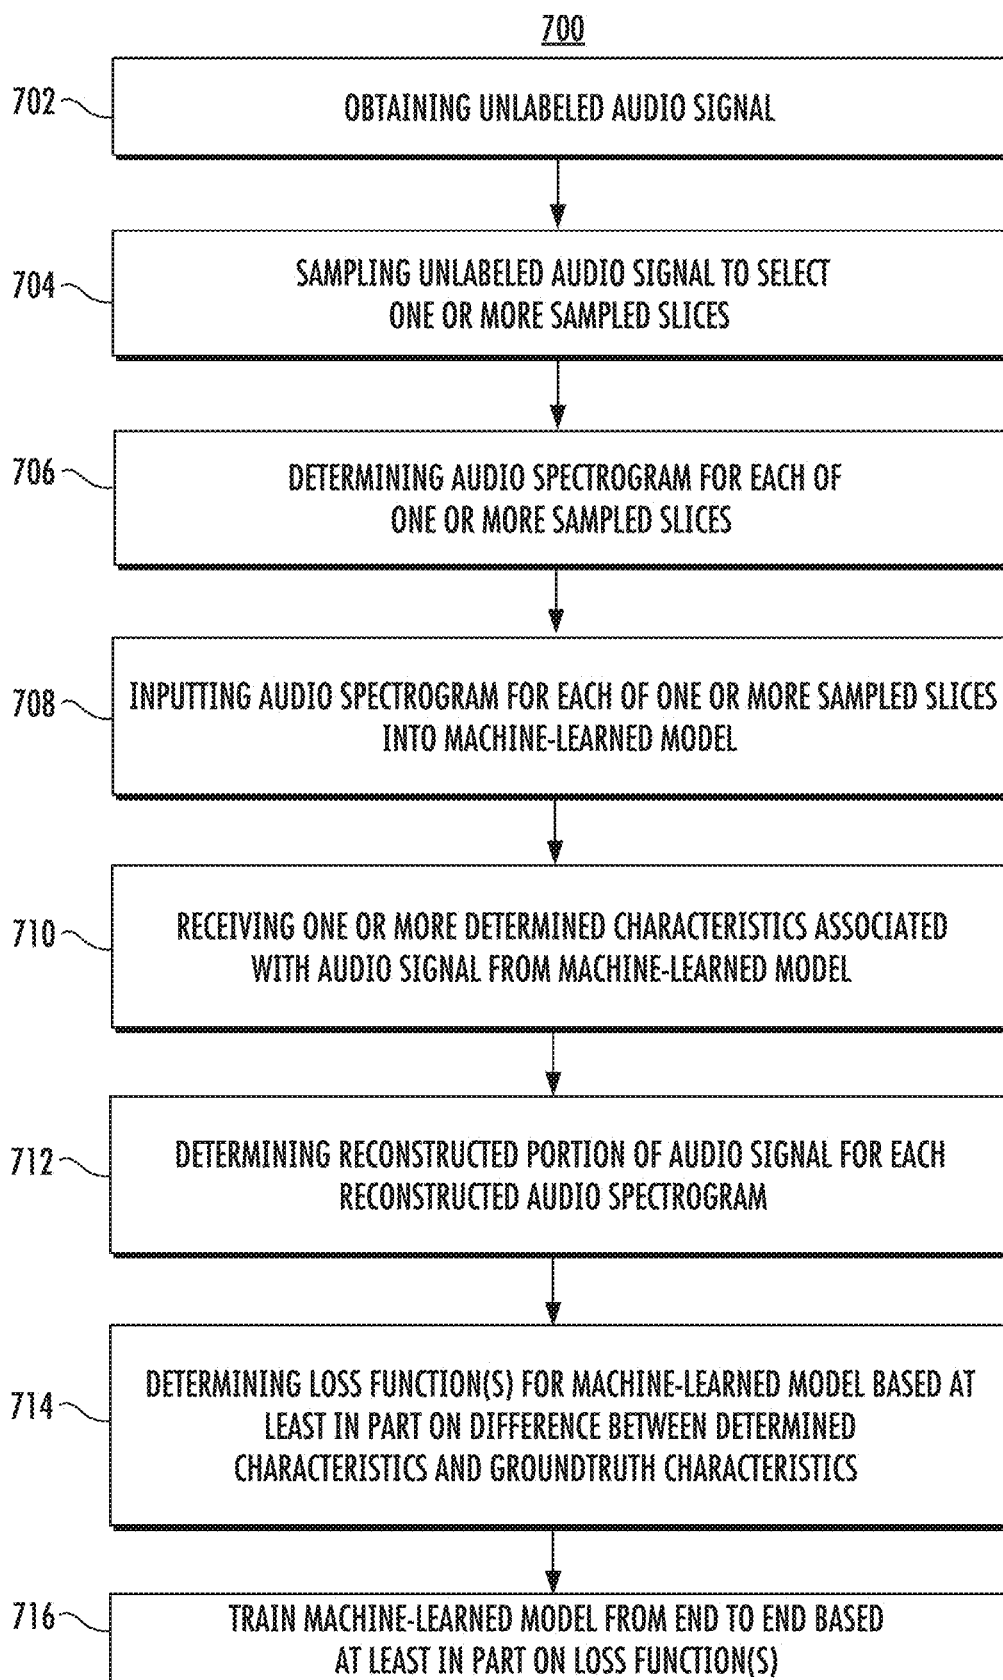 700
702
OBTAINING UNLABELED AUDIO SIGNAL
704
SAMPLING UNLABELED AUDIO SIGNAL TO SELECT
ONE OR MORE SAMPLED SLICES
706
DETERMINING AUDIO SPECTROGRAM FOR EACH OF
ONE OR MORE SAMPLED SLICES
708
INPUTTING AUDIO SPECTROGRAM FOR EACH OF ONE OR MORE SAMPLED SLICES
INTO MACHINE-LEARNED MODEL
710
RECEIVING ONE OR MORE DETERMINED CHARACTERISTICS ASSOCIATED
WITH AUDIO SIGNAL FROM MACHINE-LEARNED MODEL
712
DETERMINING RECONSTRUCTED PORTION OF AUDIO SIGNAL FOR EACH
RECONSTRUCTED AUDIO SPECTROGRAM
714
DETERMINING LOSS FUNCTION(S) FOR MACHINE-LEARNED MODEL BASED AT
LEAST IN PART ON DIFFERENCE BETWEEN DETERMINED
CHARACTERISTICS AND GROUNDTRUTH CHARACTERISTICS
716
TRAIN MACHINE-LEARNED MODEL FROM END TO END BASED
AT LEAST IN PART ON LOSS FUNCTION(S)